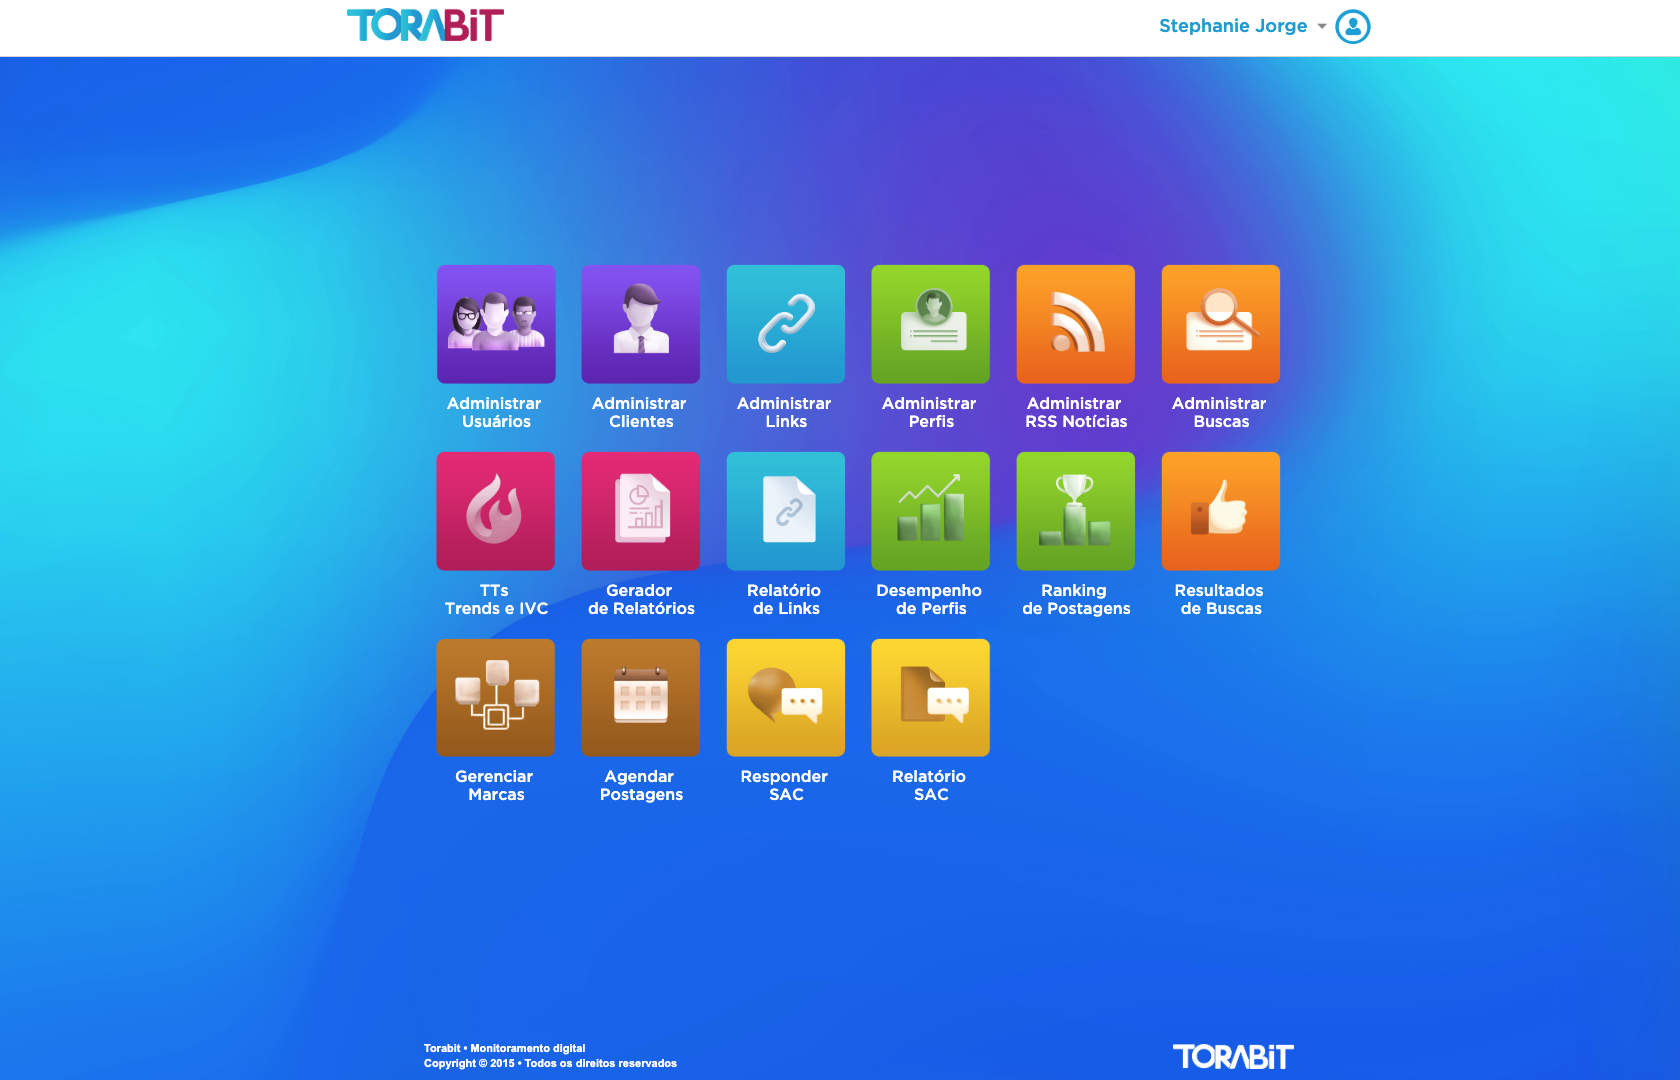 TORABiT
Stephanie Jorge
Administrar
Usuários
Administrar
Clientes
Administrar
Links
Administrar
Perfis
Administrar
RSS Notícias
Administrar
Buscas
TTs
Trends e IVC
Gerador
de Relatórios
Relatório
de Links
Desempenho
de Perfis
Ranking
de Postagens
Resultados
de Buscas
Gerenciar
Marcas
Agendar
Postagens
Responder
SAC
Relatório
SAC
Torabit • Monitoramento digital
Copyright © 2015 • Todos os direitos reservados
TORABiT